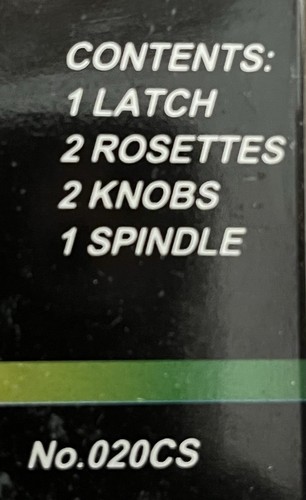 CONTENTS:
1 LATCH
2 ROSETTES
2 KNOBS
1 SPINDLE
No.020CS